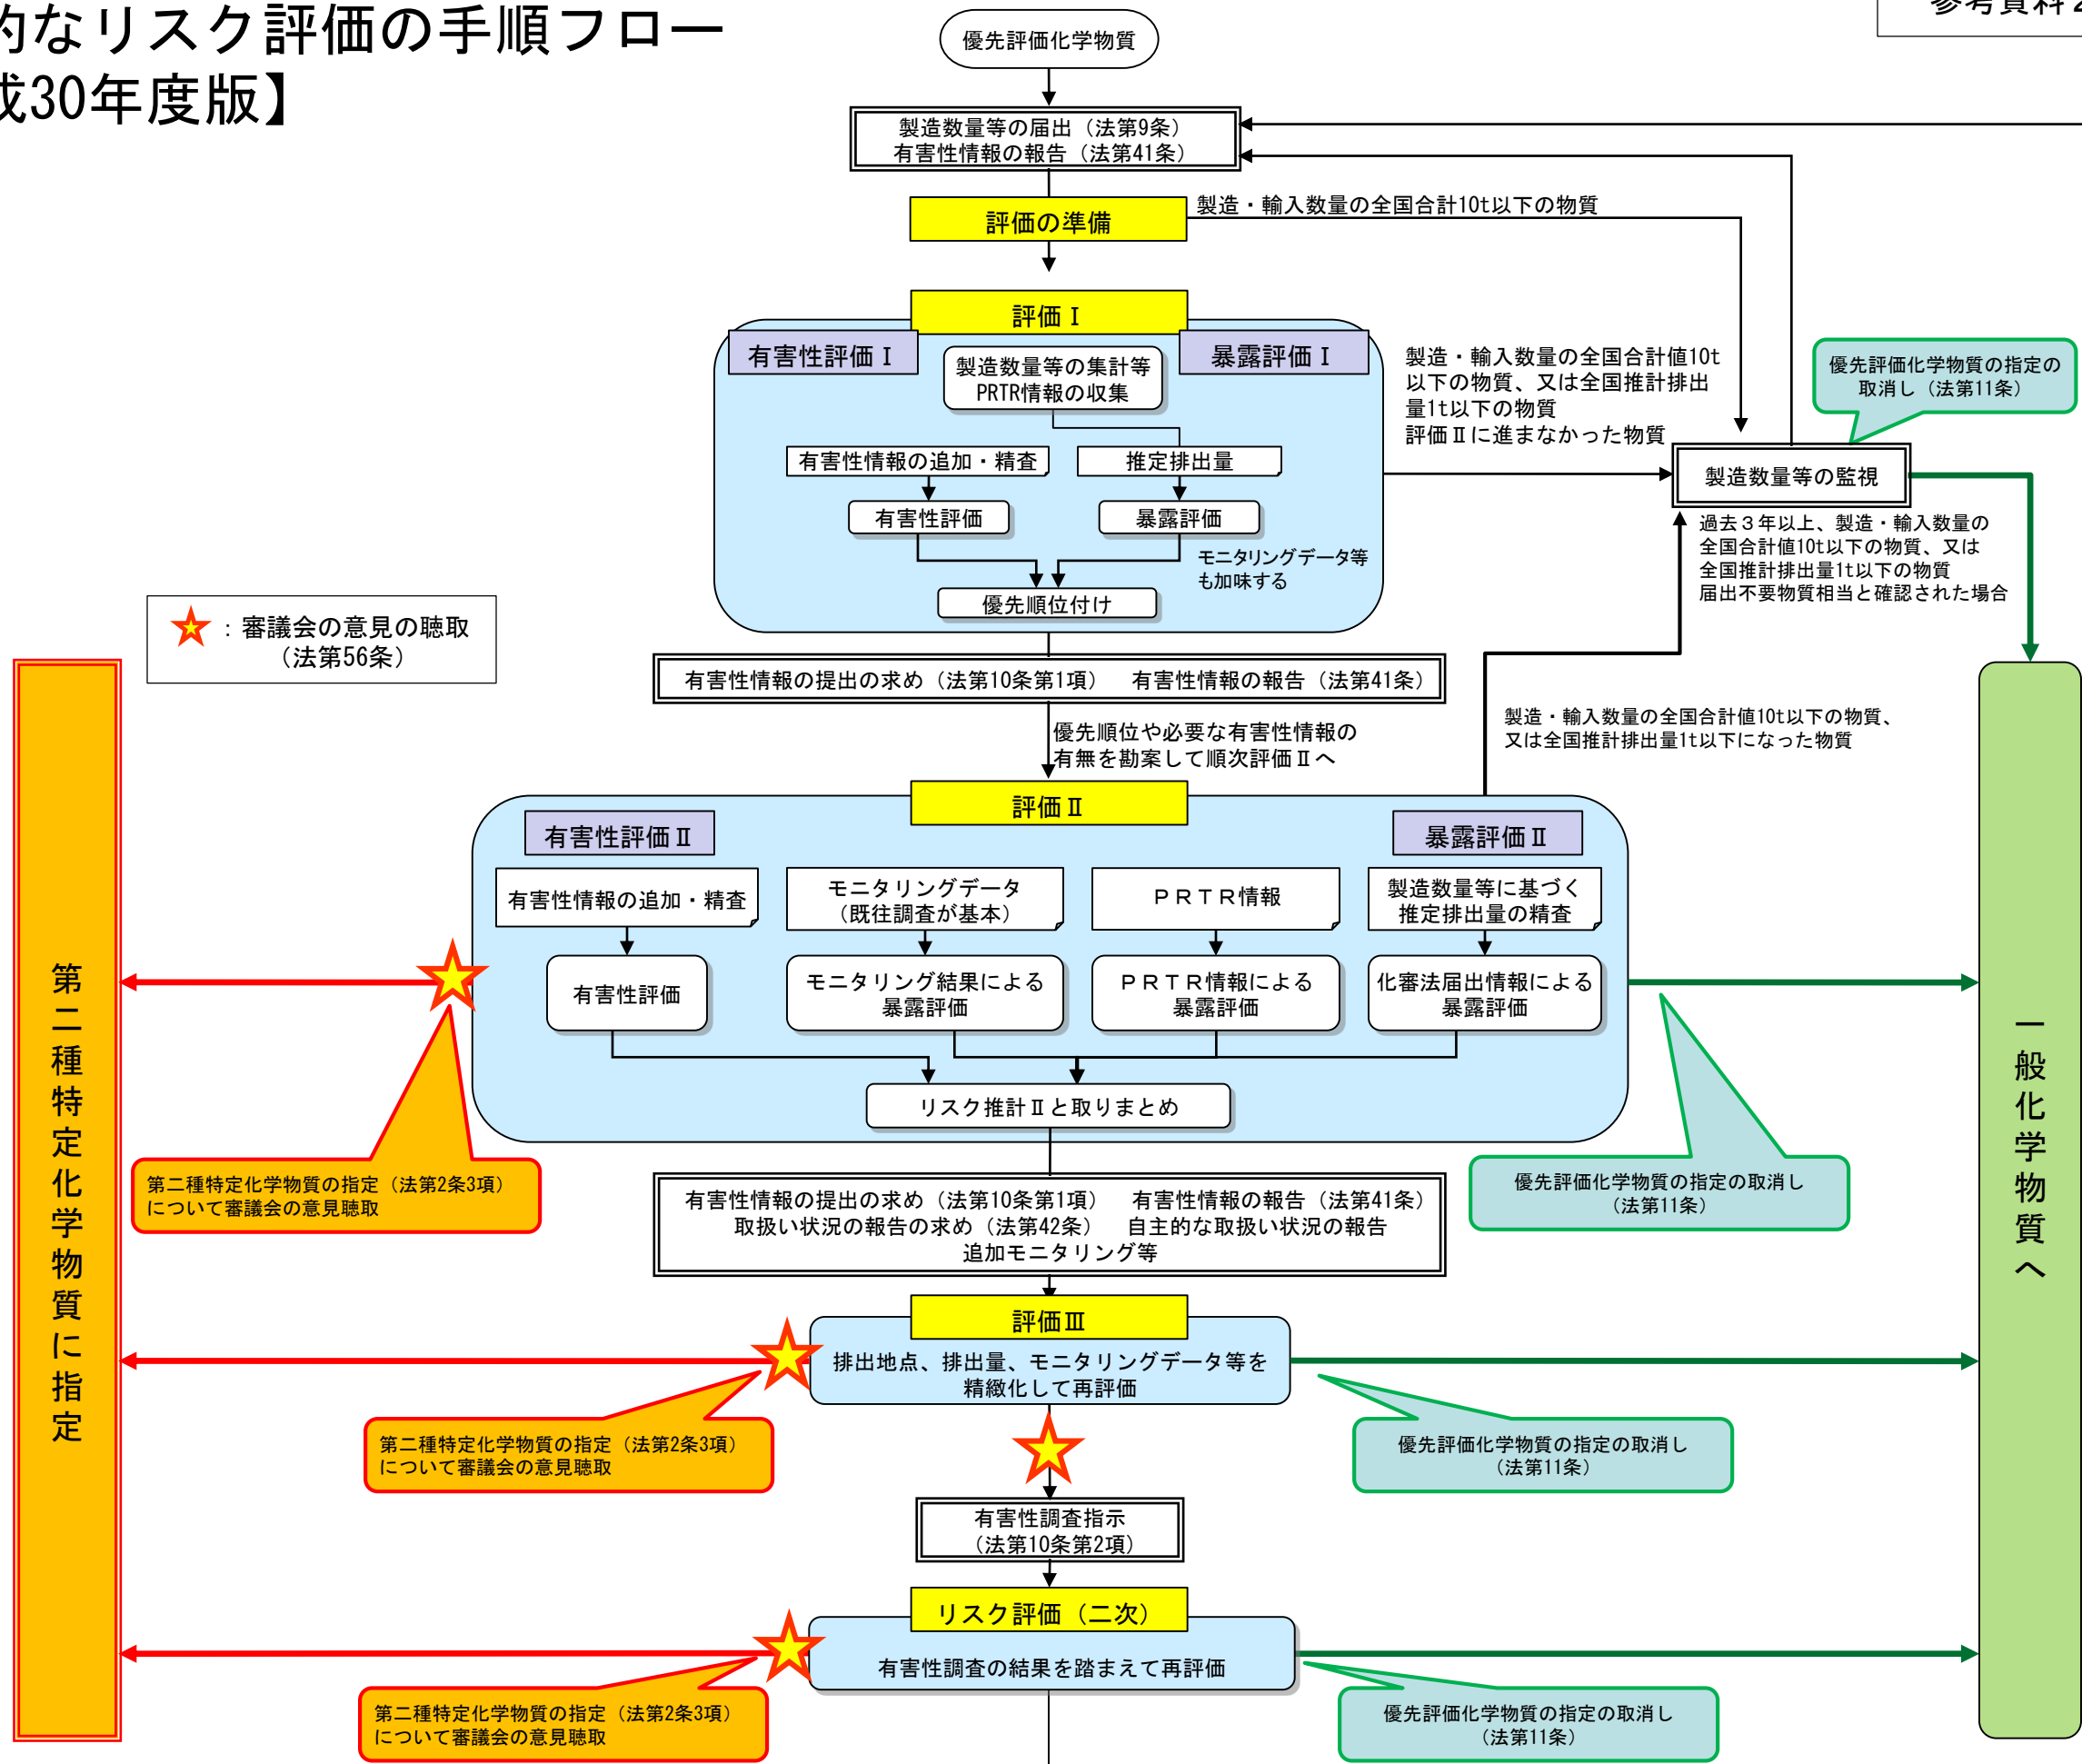 的なリスク評価の手順フロー
成30年度版】
参考資料2
優先評価化学物質
製造数量等の届出（法第9条）
有害性情報の報告（法第41条）
評価の準備
製造・輸入数量の全国合計10t以下の物質
評価Ⅰ
有害性評価Ⅰ
暴露評価Ⅰ
製造数量等の集計等
PRTR情報の収集
有害性情報の追加・精査
推定排出量
有害性評価
暴露評価
モニタリングデータ等
も加味する
優先順位付け
製造・輸入数量の全国合計値10t
以下の物質、又は全国推計排出
量1t以下の物質
評価Ⅱに進まなかった物質
優先評価化学物質の指定の
取消し（法第11条）
製造数量等の監視
過去３年以上、製造・輸入数量の
全国合計値10t以下の物質、又は
全国推計排出量1t以下の物質
届出不要物質相当と確認された場合
：審議会の意見の聴取
（法第56条）
有害性情報の提出の求め（法第10条第1項）　有害性情報の報告（法第41条）
優先順位や必要な有害性情報の
有無を勘案して順次評価Ⅱへ
製造・輸入数量の全国合計値10t以下の物質、
又は全国推計排出量1t以下になった物質
評価Ⅱ
有害性評価Ⅱ
暴露評価Ⅱ
有害性情報の追加・精査
モニタリングデータ
（既往調査が基本）
ＰＲＴＲ情報
製造数量等に基づく
推定排出量の精査
有害性評価
モニタリング結果による
暴露評価
ＰＲＴＲ情報による
暴露評価
化審法届出情報による
暴露評価
リスク推計Ⅱと取りまとめ
第二種特定化学物質に指定
一般化学物質へ
第二種特定化学物質の指定（法第2条3項）
について審議会の意見聴取
優先評価化学物質の指定の取消し
（法第11条）
有害性情報の提出の求め（法第10条第1項）　有害性情報の報告（法第41条）
取扱い状況の報告の求め（法第42条）　自主的な取扱い状況の報告
追加モニタリング等
評価Ⅲ
排出地点、排出量、モニタリングデータ等を
精緻化して再評価
第二種特定化学物質の指定（法第2条3項）
について審議会の意見聴取
優先評価化学物質の指定の取消し
（法第11条）
有害性調査指示
（法第10条第2項）
リスク評価（二次）
有害性調査の結果を踏まえて再評価
第二種特定化学物質の指定（法第2条3項）
について審議会の意見聴取
優先評価化学物質の指定の取消し
（法第11条）